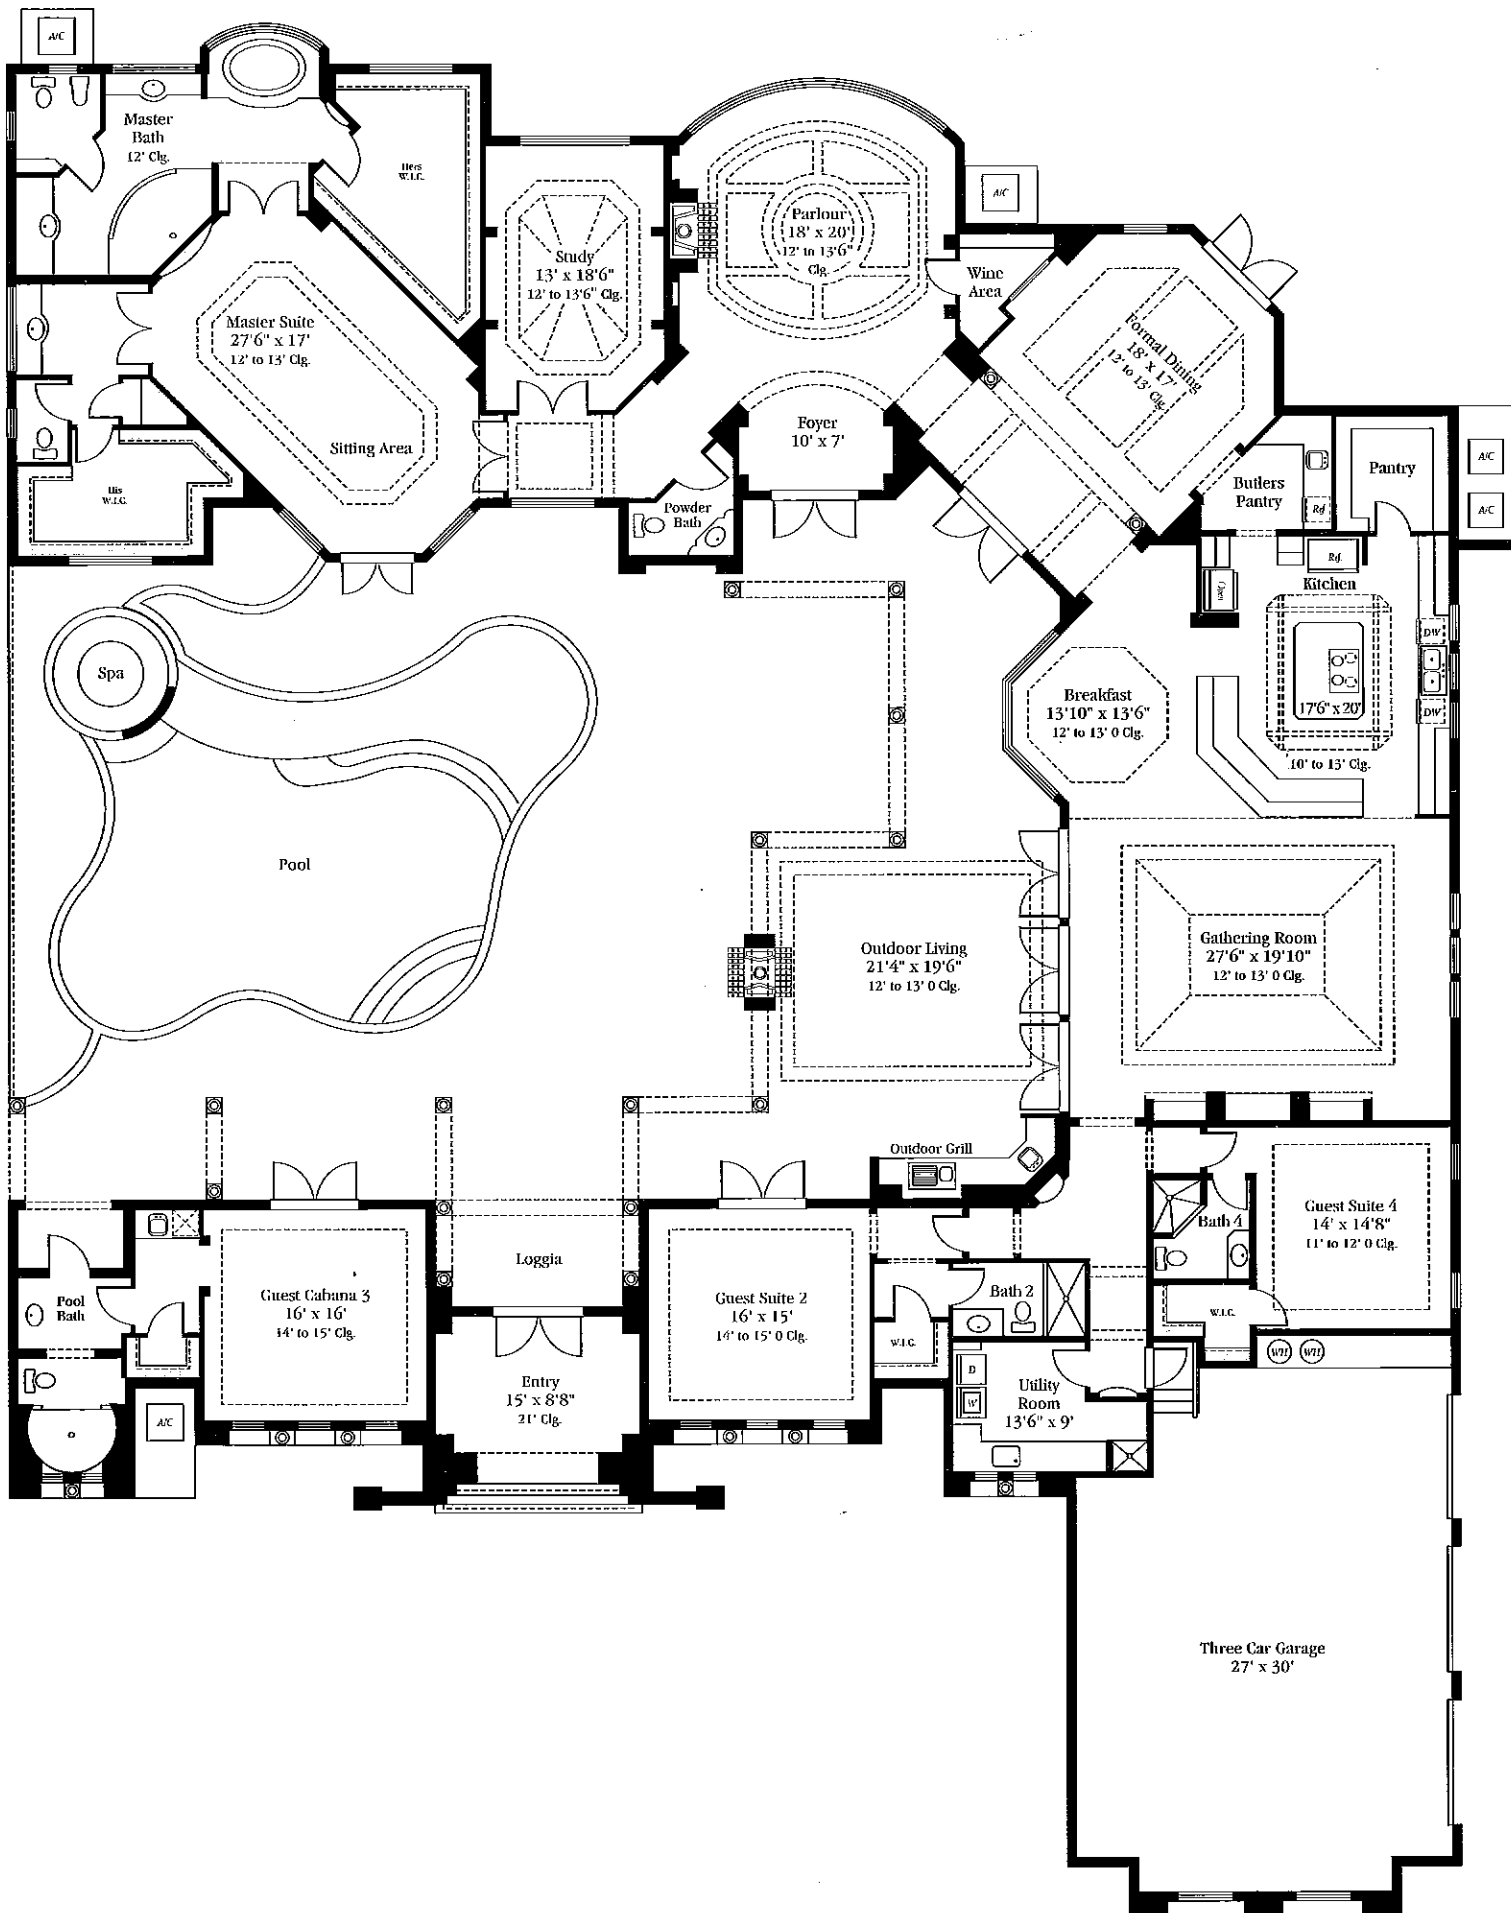 A/C
Master
Bath
12' Clg.
Hers
W.I.C.
Study
13' x 18'6"
12' to 13'6" Clg.
Parlour
18' x 20'
12' to 13'6"
Clg.
A/C
Wine
Area
Formal Dining
18' x 17'
12' to 13' Clg.
Master Suite
27'6" x 17'
12' to 13' Clg.
Sitting Area
His
W.I.C.
Foyer
10' x 7'
Powder
Bath
Butlers
Pantry
Ref
Pantry
A/C
A/C
Ref.
Kitchen
Oven
DW
17'6" x 20'
DW
10' to 13' Clg.
Breakfast
13'10" x 13'6"
12' to 13' 0 Clg.
Spa
Pool
Outdoor Living
21'4" x 19'6"
12' to 13' 0 Clg.
Gathering Room
27'6" x 19'10"
12' to 13' 0 Clg.
Outdoor Grill
Guest Suite 4
14' x 14'8"
11' to 12' 0 Clg.
Bath 4
W.I.C.
WH
WH
Loggia
Pool
Bath
Guest Cabana 3
16' x 16'
14' to 15' Clg.
Guest Suite 2
16' x 15'
14' to 15' 0 Clg.
Bath 2
W.I.C.
D
W
Utility
Room
13'6" x 9'
Entry
15' x 8'8"
21' Clg.
A/C
Three Car Garage
27' x 30'